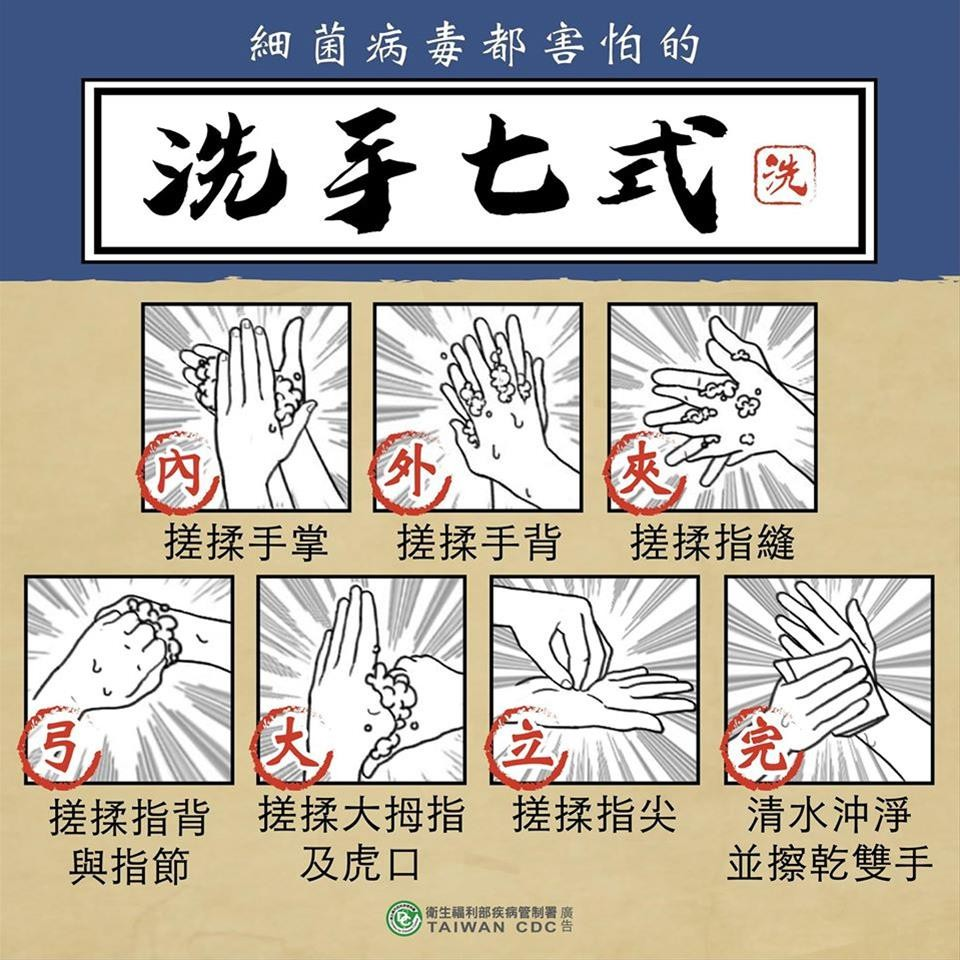 細菌病毒都害怕的
洗手七式
洗
內
外
夾
搓揉手掌
搓揉手背
搓揉指縫
弓
大
立
完
搓揉指背
與指節
搓揉大拇指
及虎口
搓揉指尖
清水沖淨
並擦乾雙手
衛生福利部疾病管制署
TAIWAN CDC
廣告